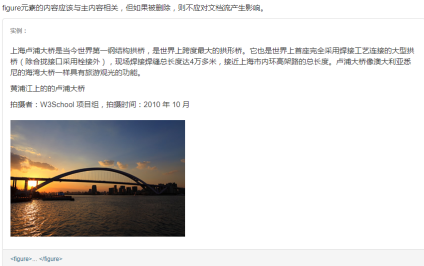 figure元素的内容应该与主内容相关，但如果被删除，则不应对文档流产生影响。
实例：
上海卢浦大桥是当今世界第一钢结构拱桥，是世界上跨度最大的拱形桥。它也是世界上首座完全采用焊接工艺连接的大型拱
桥（除合拢接口采用栓接外），现场焊接焊缝总长度达4万多米，接近上海市内环高架路的总长度。卢浦大桥像澳大利亚悉
尼的海湾大桥一样具有旅游观光的功能。
黄浦江上的的卢浦大桥
拍摄者：W3School 项目组，拍摄时间：2010 年 10 月
<figure>... </figure>